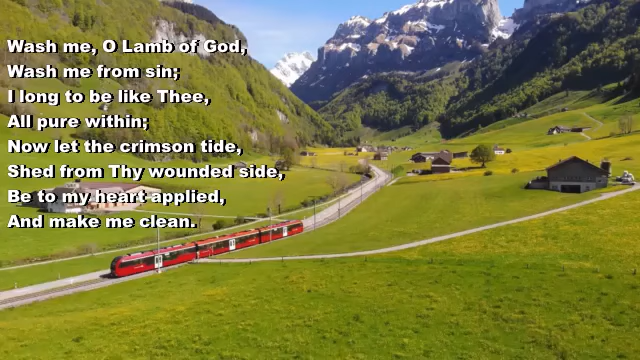 Wash me, O Lamb of God,
Wash me from sin;
I long to be like Thee,
All pure within;
Now let the crimson tide,
Shed from Thy wounded side,
Be to my heart applied,
And make me clean.